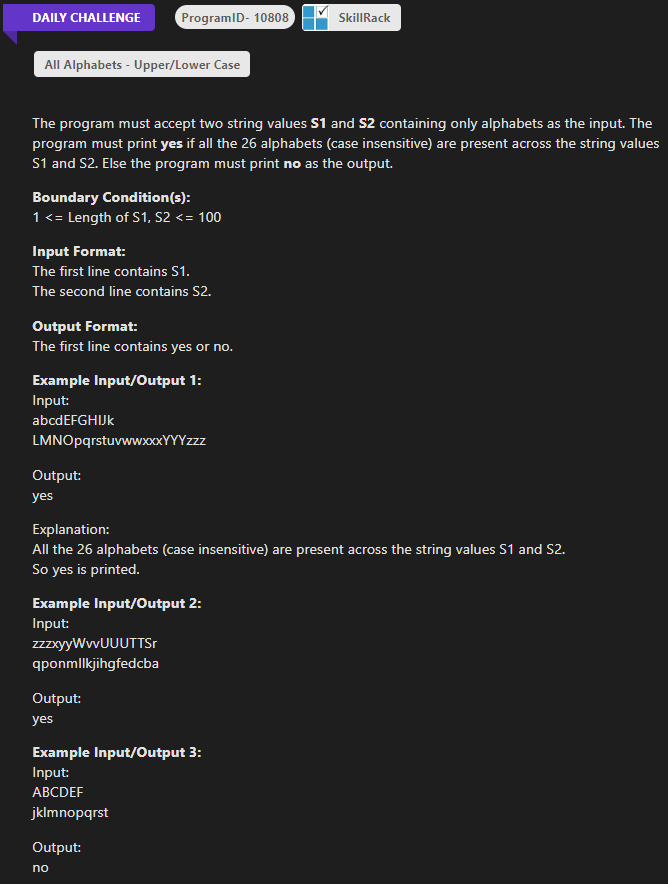 DAILY CHALLENGE
ProgramID- 10808
SkillRack
All Alphabets - Upper/Lower Case
The program must accept two string values S1 and S2 containing only alphabets as the input. The
program must print yes if all the 26 alphabets (case insensitive) are present across the string values
S1 and S2. Else the program must print no as the output.
Boundary Condition(s):
1 <= Length of S1, S2 <= 100
Input Format:
The first line contains S1.
The second line contains S2.
Output Format:
The first line contains yes or no.
Example Input/Output 1:
Input:
abcdEFGHIJk
LMNOpqrstuvwwxxxYYYzzz
Output:
yes
Explanation:
All the 26 alphabets (case insensitive) are present across the string values S1 and S2.
So yes is printed.
Example Input/Output 2:
Input:
zzzxyyWvvUUUTTSr
qponmllkjihgfedcba
Output:
yes
Example Input/Output 3:
Input:
ABCDEF
jklmnopqrst
Output:
no